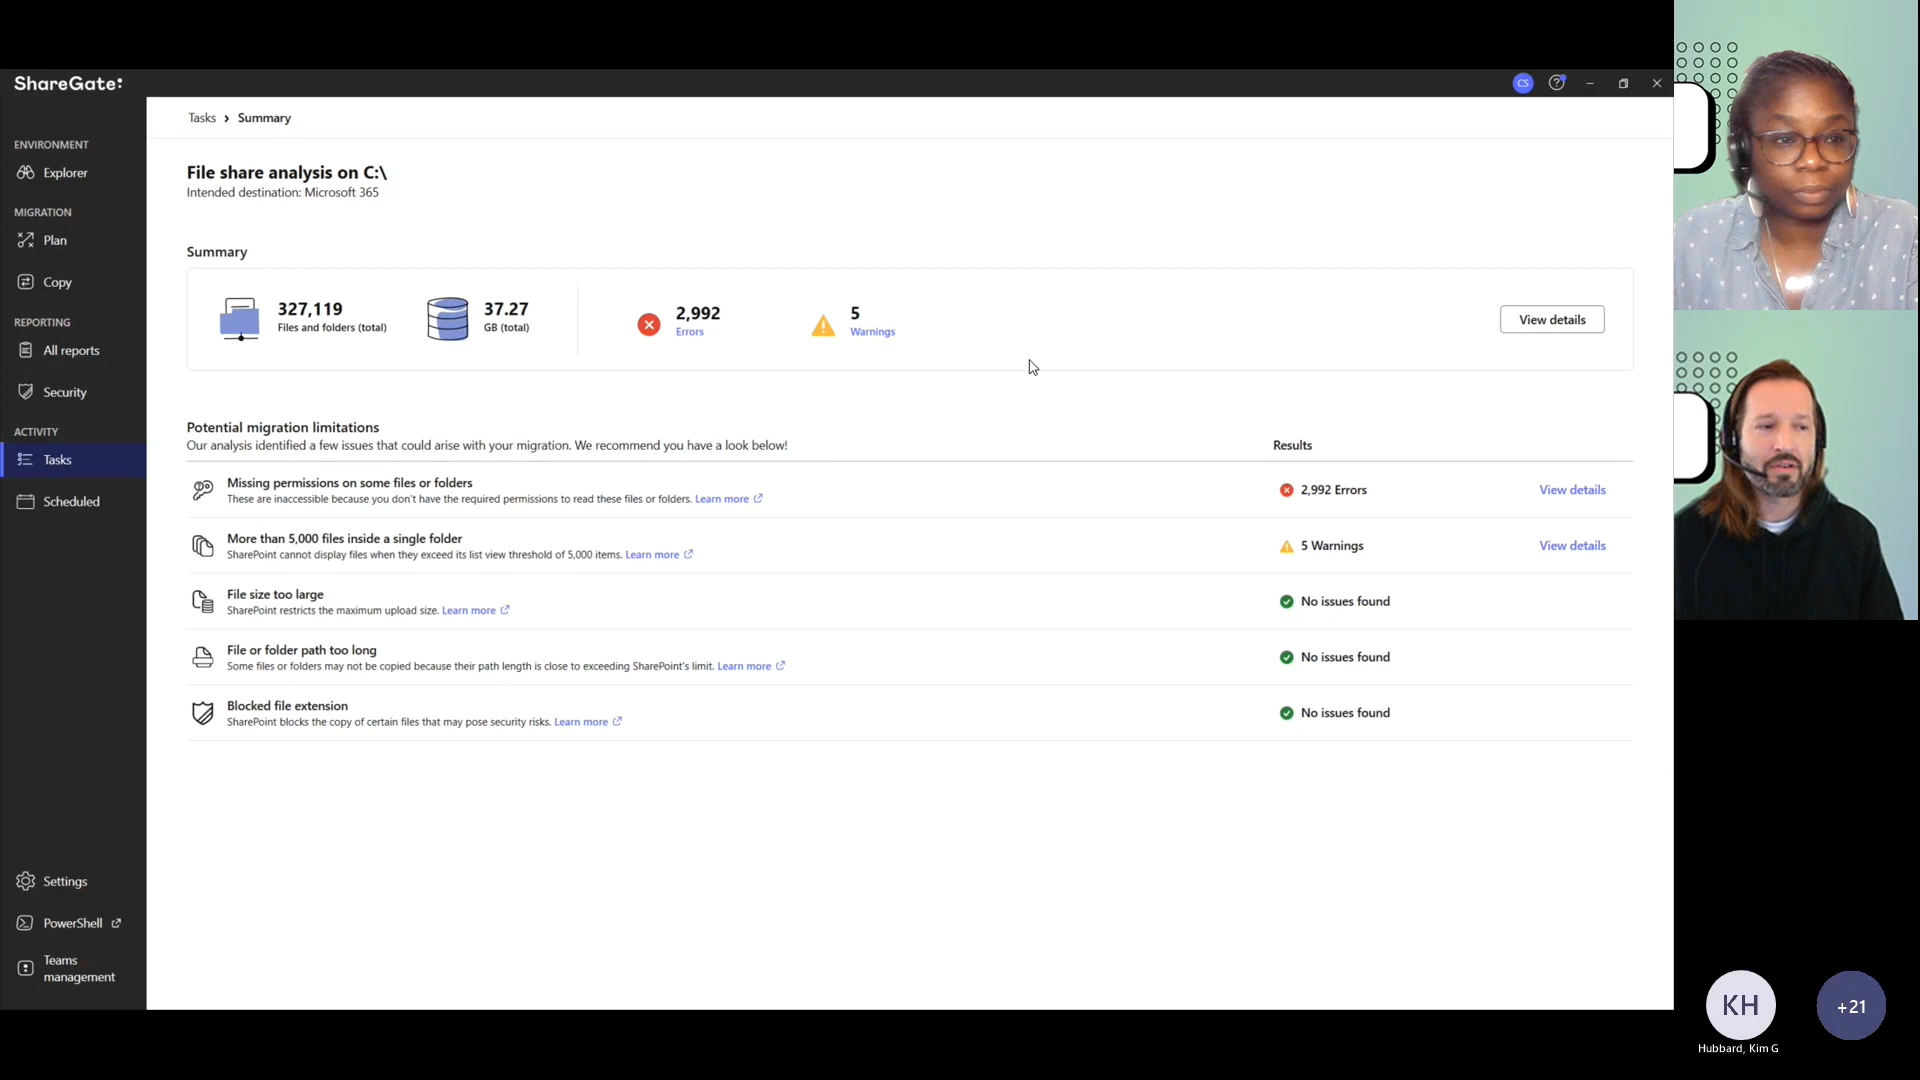 ShareGate:
CS
ENVIRONMENT
Explorer
MIGRATION
Plan
Copy
REPORTING
All reports
Security
ACTIVITY
Tasks
Scheduled
Settings
PowerShell
Teams
management
Tasks › Summary
File share analysis on C:\
Intended destination: Microsoft 365
Summary
327,119
Files and folders (total)
37.27
GB (total)
2,992
Errors
5
Warnings
View details
Potential migration limitations
Our analysis identified a few issues that could arise with your migration. We recommend you have a look below!
Results
Missing permissions on some files or folders
These are inaccessible because you don't have the required permissions to read these files or folders. Learn more
2,992 Errors
View details
More than 5,000 files inside a single folder
SharePoint cannot display files when they exceed its list view threshold of 5,000 items. Learn more
5 Warnings
View details
File size too large
SharePoint restricts the maximum upload size. Learn more
No issues found
File or folder path too long
Some files or folders may not be copied because their path length is close to exceeding SharePoint's limit. Learn more
No issues found
Blocked file extension
SharePoint blocks the copy of certain files that may pose security risks. Learn more
No issues found
KH
Hubbard, Kim G
+21